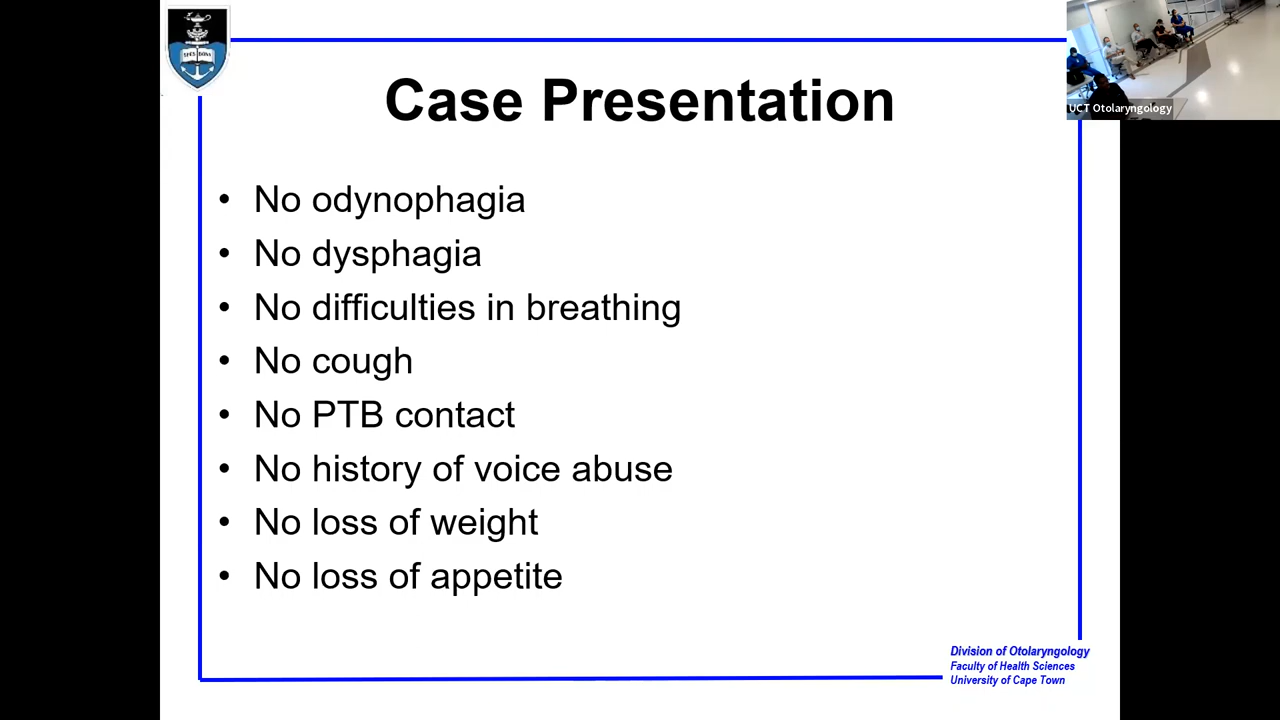 Case Presentation
UCT Otolaryngology
• No odynophagia
• No dysphagia
• No difficulties in breathing
• No cough
• No PTB contact
• No history of voice abuse
• No loss of weight
• No loss of appetite
Division of Otolaryngology
Faculty of Health Sciences
University of Cape Town